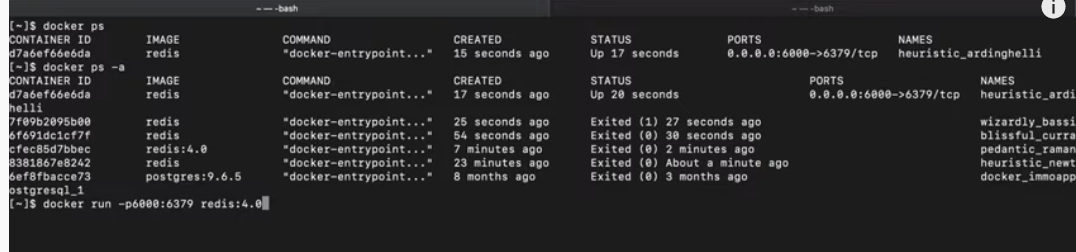 ~ — -bash
~ — -bash
i
[~]$ docker ps
CONTAINER ID IMAGE COMMAND CREATED STATUS PORTS NAMES
d7a6ef66e6da redis "docker-entrypoint..." 15 seconds ago Up 17 seconds 0.0.0.0:6000->6379/tcp heuristic_ardinghelli
[~]$ docker ps -a
CONTAINER ID IMAGE COMMAND CREATED STATUS PORTS NAMES
d7a6ef66e6da redis "docker-entrypoint..." 17 seconds ago Up 20 seconds 0.0.0.0:6000->6379/tcp heuristic_ardi
helli
7f09b2095b00 redis "docker-entrypoint..." 25 seconds ago Exited (1) 27 seconds ago wizardly_bassi
6f691dc1cf7f redis "docker-entrypoint..." 54 seconds ago Exited (0) 30 seconds ago blissful_curra
cfec85d7bbec redis:4.0 "docker-entrypoint..." 7 minutes ago Exited (0) 2 minutes ago pedantic_raman
8381867e8242 redis "docker-entrypoint..." 23 minutes ago Exited (0) About a minute ago heuristic_newt
6ef8fbacce73 postgres:9.6.5 "docker-entrypoint..." 8 months ago Exited (0) 3 months ago docker_immoapp
ostgresql_1
[~]$ docker run -p6000:6379 redis:4.0